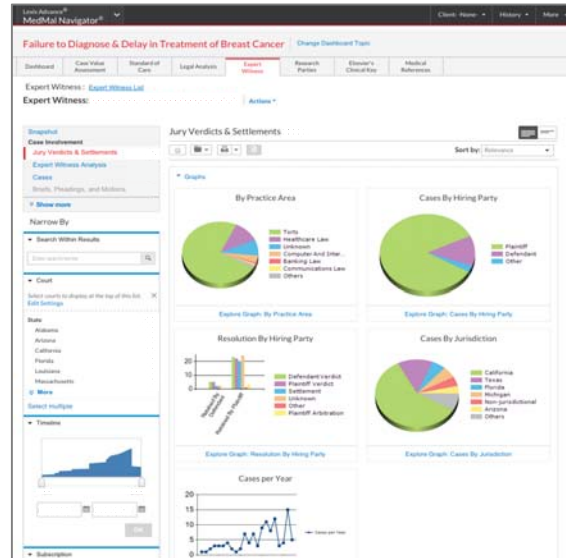 Lexis Advance®
MedMal Navigator®
Client: -None-
History
More
Failure to Diagnose & Delay in Treatment of Breast Cancer
Change Dashboard Topic
Dashboard
Case Value Assessment
Standard of Care
Legal Analysis
Expert Witness
Research Parties
Elsevier's Clinical Key
Medical References
Expert Witness: Expert Witness List
Expert Witness:
Actions
Snapshot
Case Involvement
Jury Verdicts & Settlements
Expert Witness Analysis
Cases
Briefs, Pleadings, and Motions
Show more
Narrow By
Search Within Results
Court
Select courts to display at the top of this list.
Edit Settings
State
Alabama
Arizona
California
Florida
Louisiana
Massachusetts
More
Select multiple
Timeline
OK
Subscription
Jury Verdicts & Settlements
Sort by: Relevance
Graphs
By Practice Area
Torts
Healthcare Law
Unknown
Computer And Inter...
Banking Law
Communications Law
Others
Explore Graph: By Practice Area
Cases By Hiring Party
Plaintiff
Defendant
Other
Explore Graph: Cases By Hiring Party
Resolution By Hiring Party
20
10
0
Retained By Defendant
Retained By Plaintiff
Defendant Verdict
Plaintiff Verdict
Settlement
Unknown
Other
Plaintiff Arbitration
Explore Graph: Resolution By Hiring Party
Cases By Jurisdiction
California
Texas
Florida
Michigan
Non-jurisdictional
Arizona
Others
Explore Graph: Cases By Jurisdiction
Cases per Year
20
15
10
5
0
Cases per Year